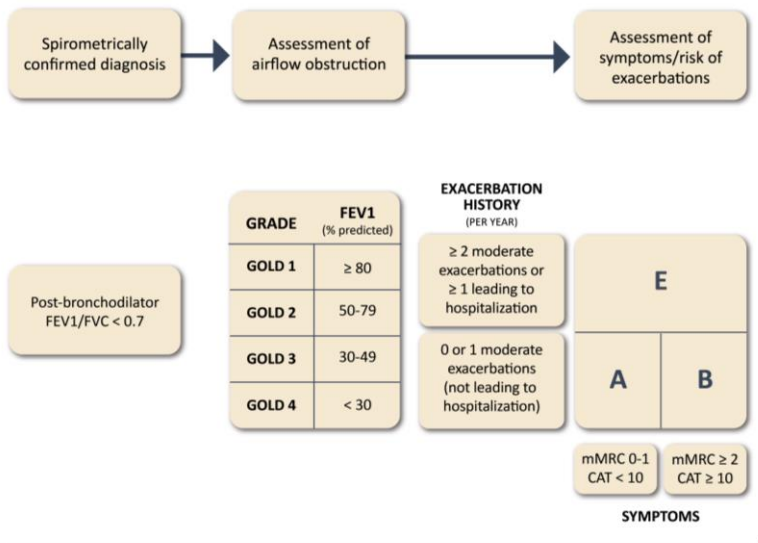 Spirometrically
confirmed diagnosis
Assessment of
airflow obstruction
Assessment of
symptoms/risk of
exacerbations
Post-bronchodilator
FEV1/FVC < 0.7
GRADE
FEV1
(% predicted)
GOLD 1
≥ 80
GOLD 2
50-79
GOLD 3
30-49
GOLD 4
< 30
EXACERBATION
HISTORY
(PER YEAR)
≥ 2 moderate
exacerbations or
≥ 1 leading to
hospitalization
0 or 1 moderate
exacerbations
(not leading to
hospitalization)
E
A
B
mMRC 0-1
CAT < 10
mMRC ≥ 2
CAT ≥ 10
SYMPTOMS